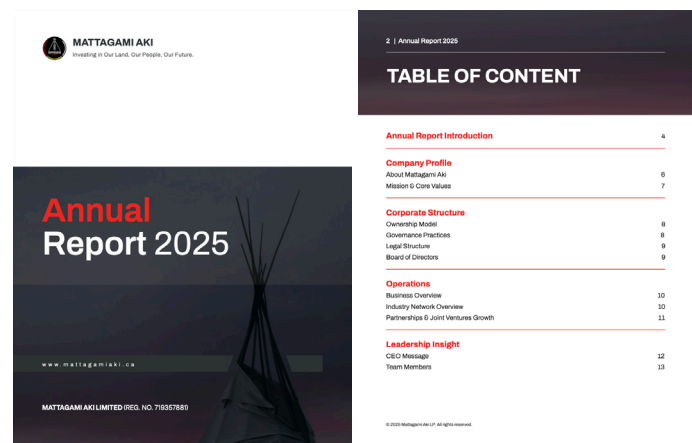 MATTAGAMI AKI
Investing in Our Land, Our People, Our Future.
Annual
Report 2025
www.mattagamiaki.ca
MATTAGAMI AKI LIMITED (REG. NO. 719357881)
2 | Annual Report 2025
TABLE OF CONTENT
Annual Report Introduction 4
Company Profile
About Mattagami Aki 6
Mission & Core Values 7
Corporate Structure
Ownership Model 8
Governance Practices 8
Legal Structure 9
Board of Directors 9
Operations
Business Overview 10
Industry Network Overview 10
Partnerships & Joint Ventures Growth 11
Leadership Insight
CEO Message 12
Team Members 13
© 2025 Mattagami Aki LP. All rights reserved.